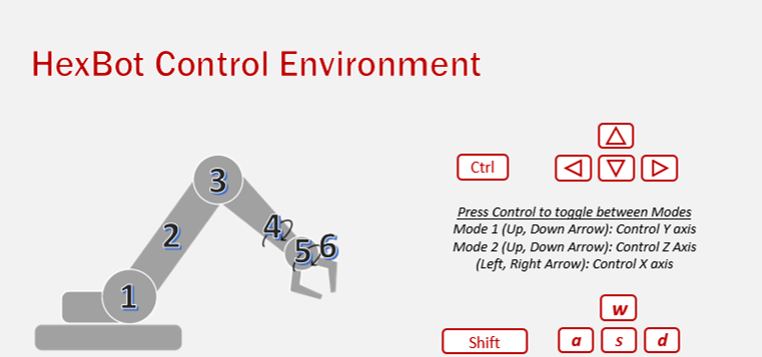 HexBot Control Environment
3
2
4
5
6
1
Ctrl
Press Control to toggle between Modes
Mode 1 (Up, Down Arrow): Control Y axis
Mode 2 (Up, Down Arrow): Control Z Axis
(Left, Right Arrow): Control X axis
w
Shift
a
s
d